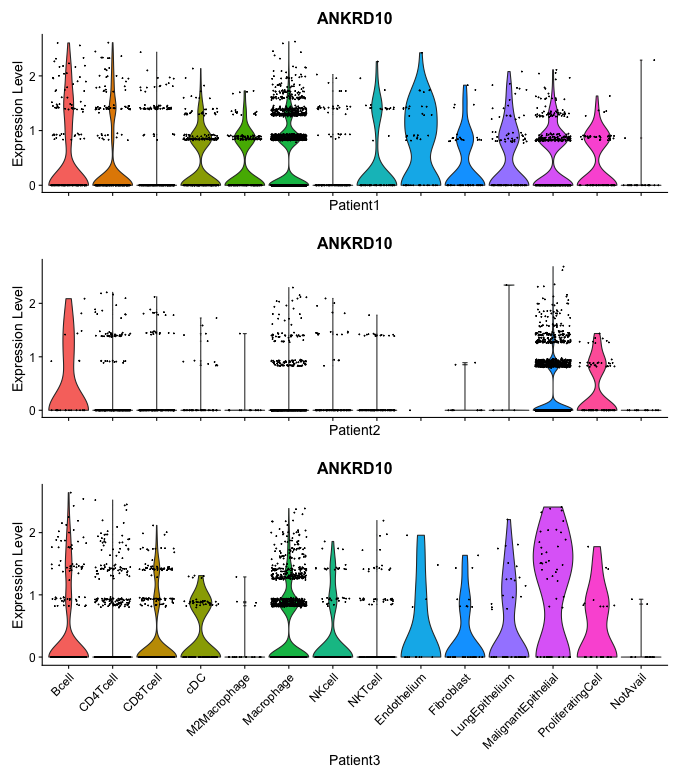 ANKRD10
Expression Level
2
1
0
Patient1
ANKRD10
Expression Level
2
1
0
Patient2
ANKRD10
Expression Level
2
1
0
Bcell
CD4Tcell
CD8Tcell
cDC
M2Macrophage
Macrophage
NKcell
NKTcell
Endothelium
Fibroblast
LungEpithelium
MalignantEpithelial
ProliferatingCell
NotAvail
Patient3